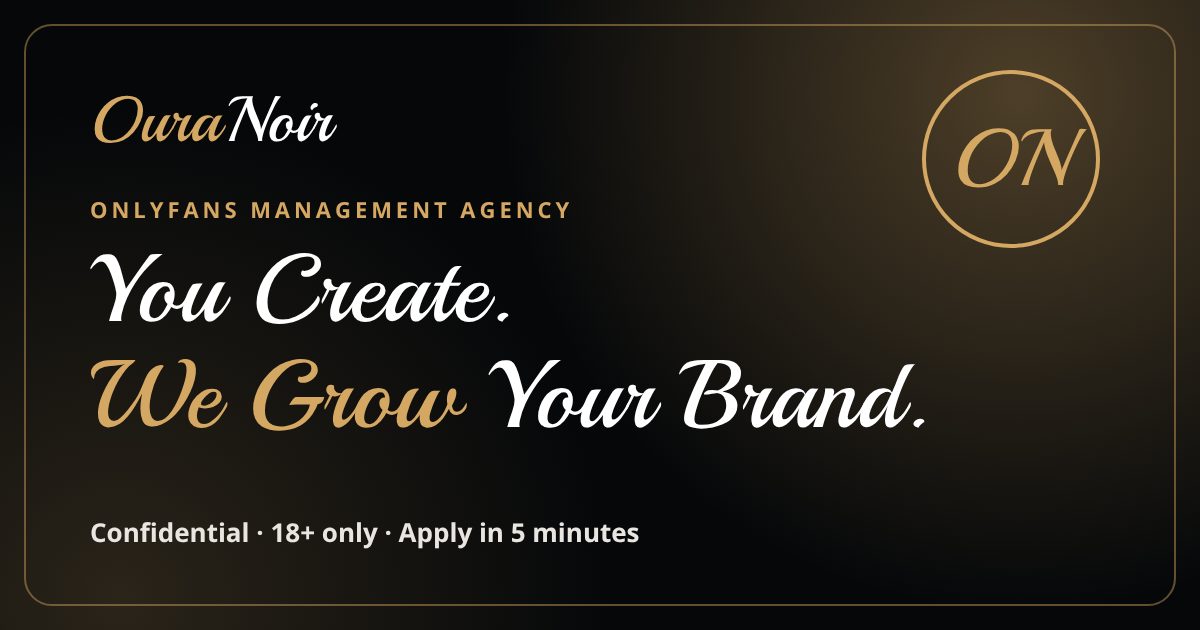 OuraNoir
ON
ONLYFANS MANAGEMENT AGENCY
You Create.
We Grow Your Brand.
Confidential · 18+ only · Apply in 5 minutes